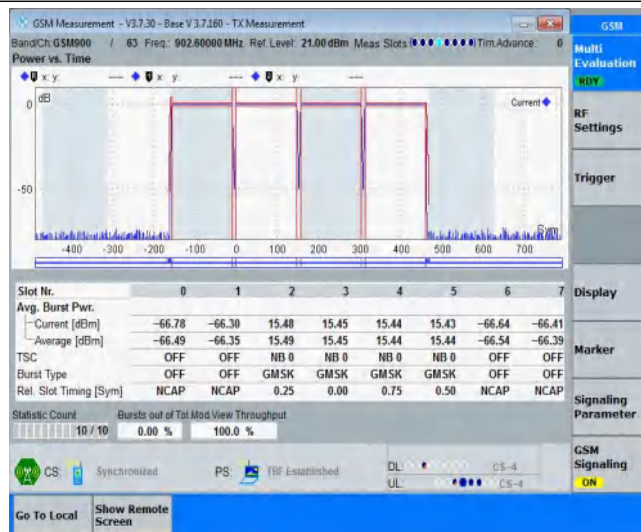 GSM Measurement - V3.7.30 - Base V 3.7.160 - TX Measurement
GSM
Band/Ch: GSM900 / 63 Freq.: 902.60000 MHz Ref. Level: 21.00 dBm Meas Slots Tim.Advance: 0
Power vs. Time
Multi Evaluation
RDY
x: y: --- x: y: --- x: y: ---
dB
Current
0
-50
Sym
-400 -300 -200 -100 0 100 200 300 400 500 600 700
RF Settings
Trigger
Slot Nr. 0 1 2 3 4 5 6 7
Avg. Burst Pwr.
Current [dBm] -66.78 -66.30 15.48 15.45 15.44 15.43 -66.64 -66.41
Average [dBm] -66.49 -66.35 15.49 15.45 15.44 15.44 -66.54 -66.39
TSC OFF OFF NB 0 NB 0 NB 0 NB 0 OFF OFF
Burst Type OFF OFF GMSK GMSK GMSK GMSK OFF OFF
Rel. Slot Timing [Sym] NCAP NCAP 0.25 0.00 0.75 0.50 NCAP NCAP
Display
Marker
Signaling Parameter
Statistic Count Bursts out of Tol. Mod.View Throughput
10 / 10 0.00 % 100.0 %
CS: Synchronized PS: TBF Established DL: CS-4
UL: CS-4
GSM Signaling
ON
Go To Local
Show Remote Screen